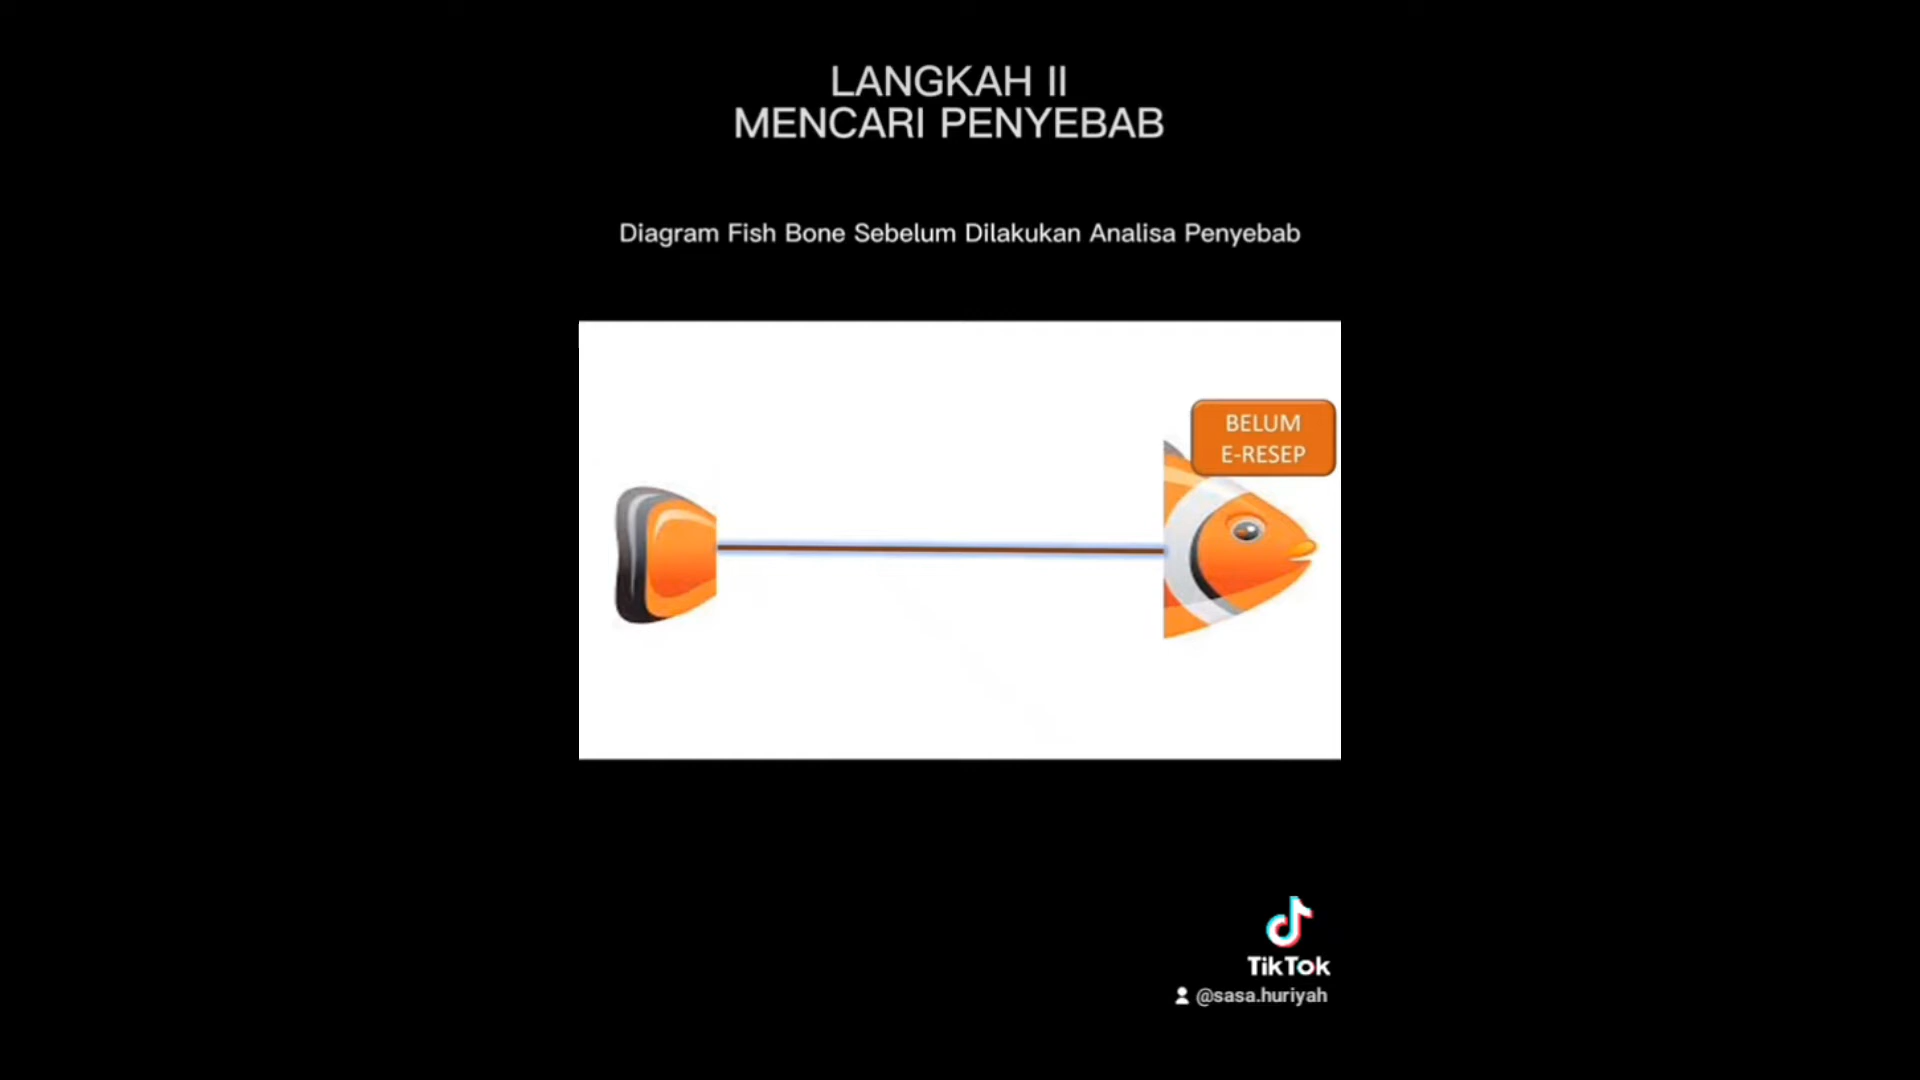 LANGKAH II
MENCARI PENYEBAB
Diagram Fish Bone Sebelum Dilakukan Analisa Penyebab
BELUM
E-RESEP
TikTok
@sasa.huriyah